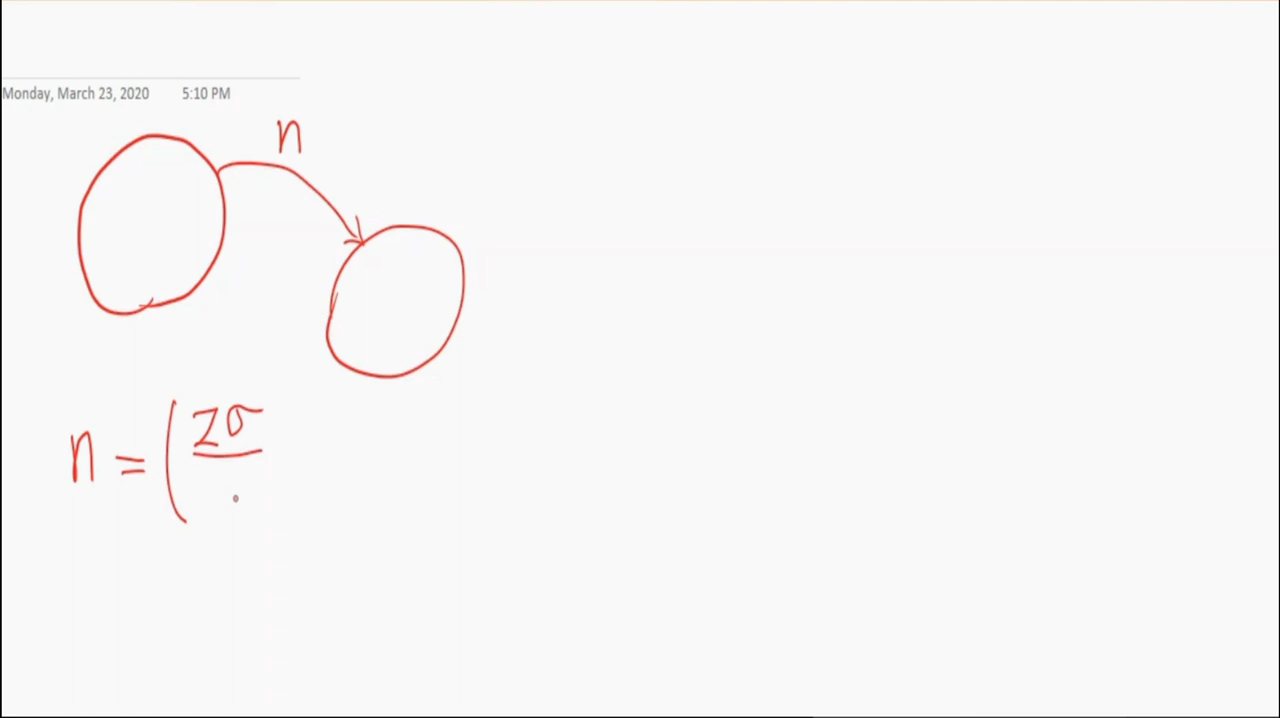 Monday, March 23, 2020 5:10 PM
n
n = ( zσ